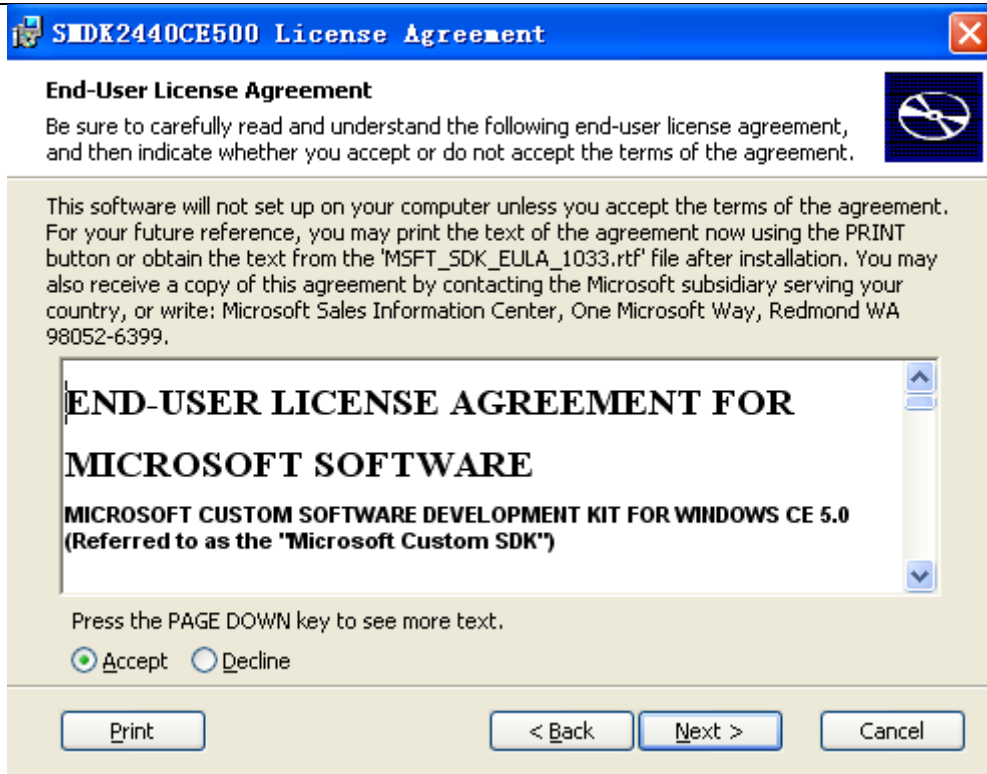 SMDK2440CE500 License Agreement
End-User License Agreement
Be sure to carefully read and understand the following end-user license agreement,
and then indicate whether you accept or do not accept the terms of the agreement.
This software will not set up on your computer unless you accept the terms of the agreement.
For your future reference, you may print the text of the agreement now using the PRINT
button or obtain the text from the 'MSFT_SDK_EULA_1033.rtf' file after installation. You may
also receive a copy of this agreement by contacting the Microsoft subsidiary serving your
country, or write: Microsoft Sales Information Center, One Microsoft Way, Redmond WA
98052-6399.
END-USER LICENSE AGREEMENT FOR
MICROSOFT SOFTWARE
MICROSOFT CUSTOM SOFTWARE DEVELOPMENT KIT FOR WINDOWS CE 5.0
(Referred to as the "Microsoft Custom SDK")
Press the PAGE DOWN key to see more text.
Accept Decline
Print < Back Next > Cancel